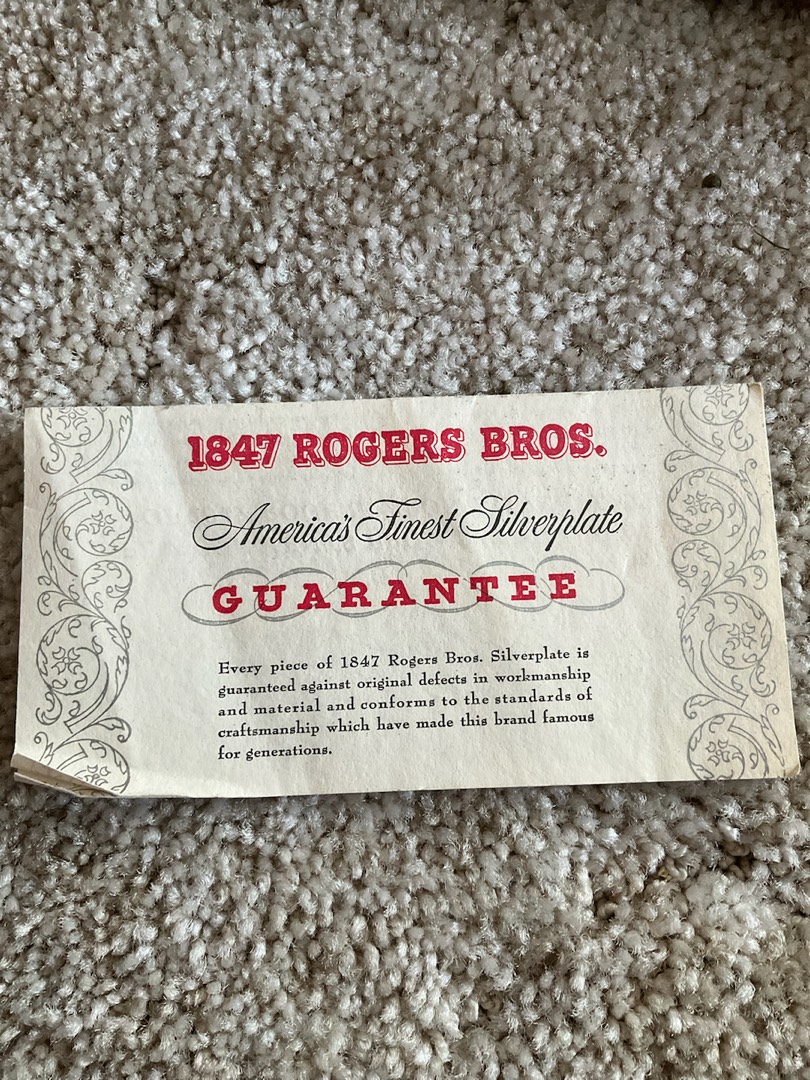 1847 ROGERS BROS.
America's Finest Silverplate
GUARANTEE
Every piece of 1847 Rogers Bros. Silverplate is
guaranteed against original defects in workmanship
and material and conforms to the standards of
craftsmanship which have made this brand famous
for generations.